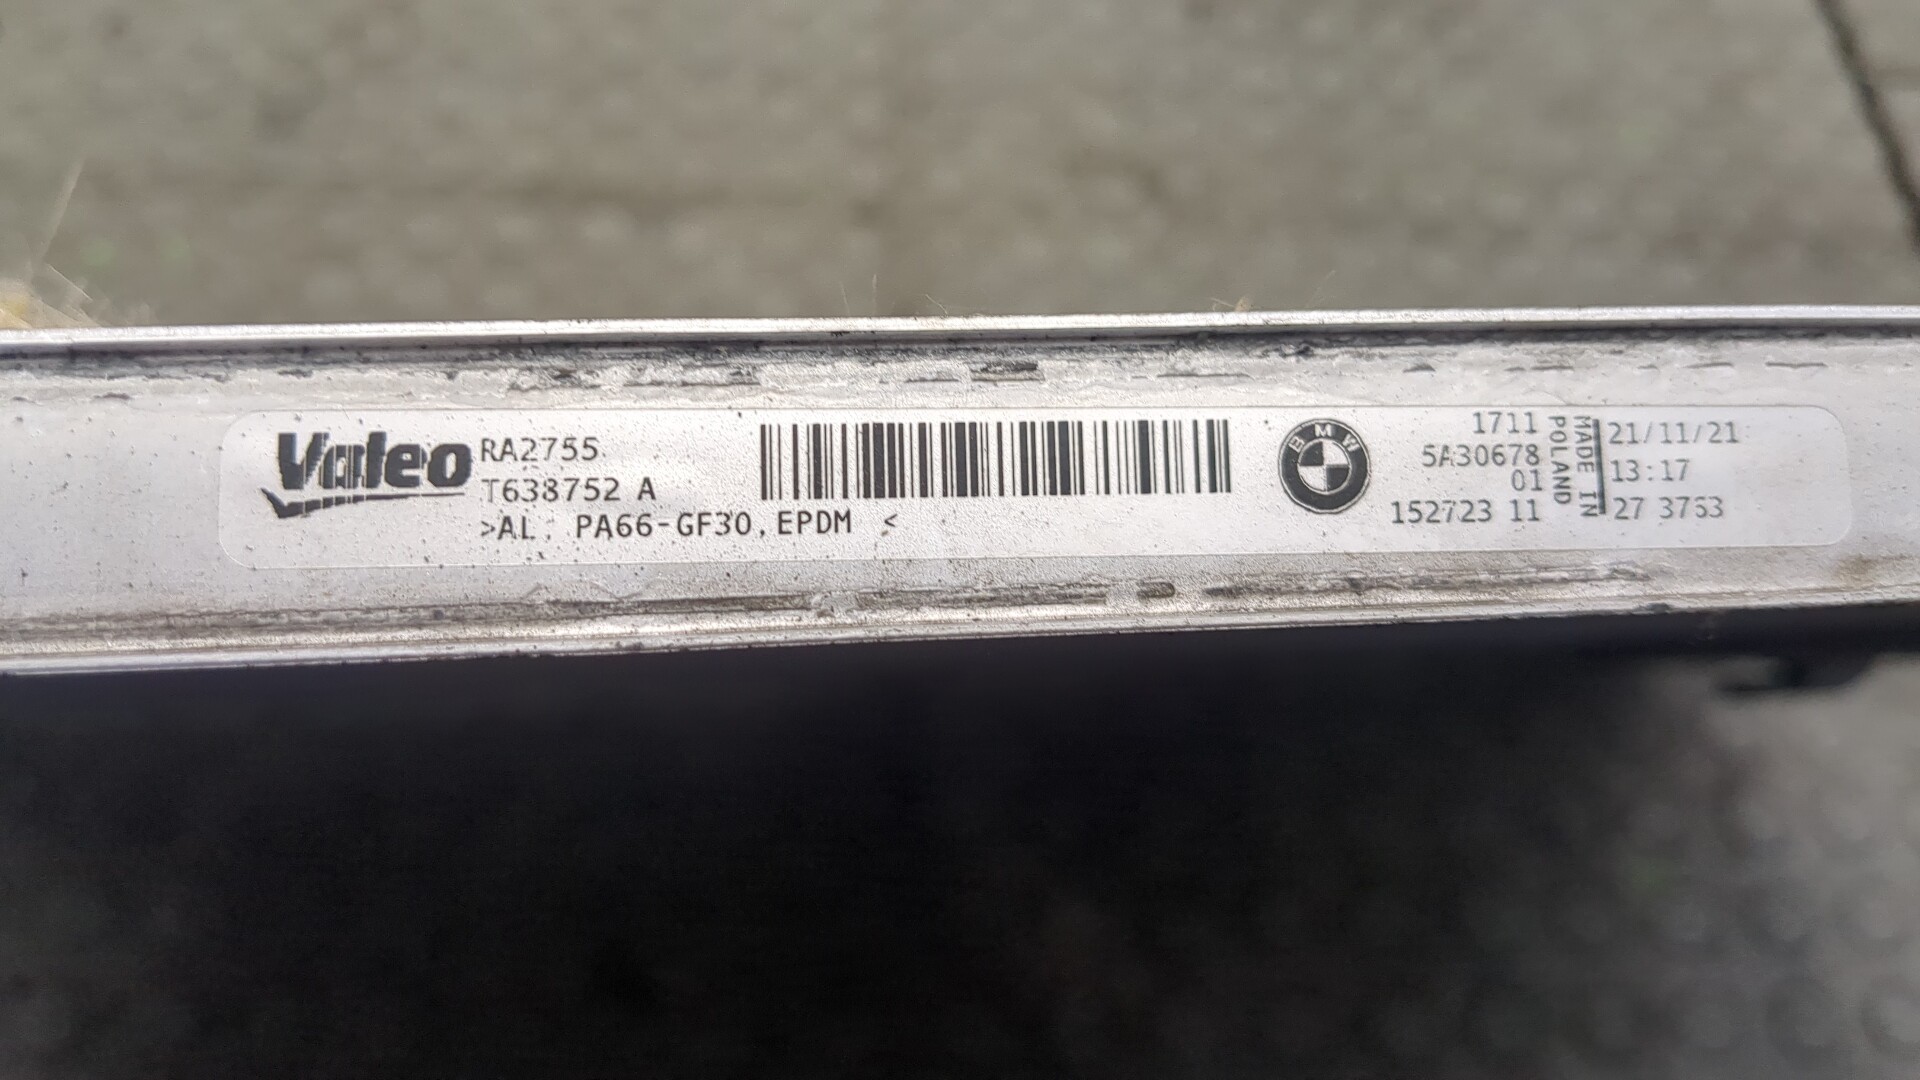 Valeo
RA2755
T638752 A
>AL, PA66-GF30,EPDM <
BMW
1711
5A30678
01
152723 11
MADE IN
POLAND
21/11/21
13:17
27 3753